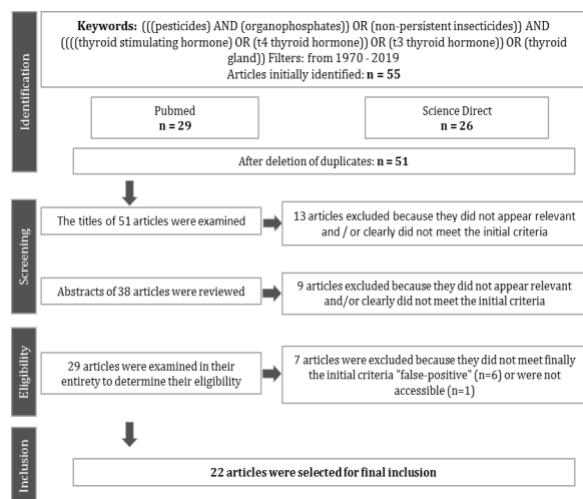 Identification
Keywords: (((pesticides) AND (organophosphates)) OR (non-persistent insecticides)) AND
((((thyroid stimulating hormone) OR (t4 thyroid hormone)) OR (t3 thyroid hormone)) OR (thyroid
gland)) Filters: from 1970 - 2019
Articles initially identified: n = 55
Pubmed
n = 29
Science Direct
n = 26
After deletion of duplicates: n = 51
Screening
The titles of 51 articles were examined
13 articles excluded because they did not appear relevant
and / or clearly did not meet the initial criteria
Abstracts of 38 articles were reviewed
9 articles excluded because they did not appear relevant
and/or clearly did not meet the initial criteria
Eligibility
29 articles were examined in their
entirety to determine their eligibility
7 articles were excluded because they did not meet finally
the initial criteria "false-positive" (n=6) or were not
accessible (n=1)
Inclusion
22 articles were selected for final inclusion